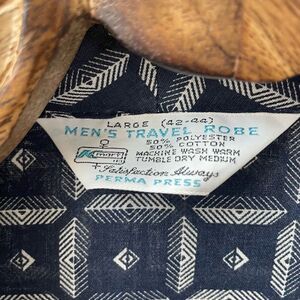 LARGE (42-44)
MEN'S TRAVEL ROBE
50% POLYESTER
50% COTTON
Kmart
MACHINE WASH WARM
TUMBLE DRY MEDIUM
Satisfaction Always
PERMA PRESS